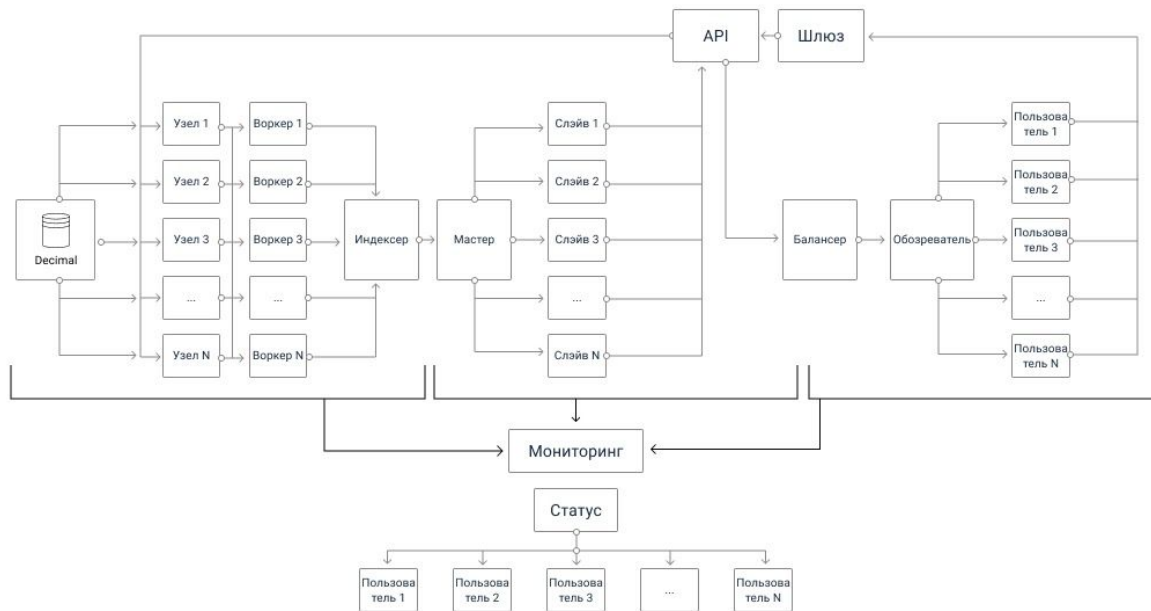 API
Шлюз
Узел 1
Воркер 1
Слэйв 1
Пользова
тель 1
Узел 2
Воркер 2
Слэйв 2
Пользова
тель 2
Decimal
Узел 3
Воркер 3
Индексер
Мастер
Слэйв 3
Балансер
Обозреватель
Пользова
тель 3
...
...
...
...
Узел N
Воркер N
Слэйв N
Пользова
тель N
Мониторинг
Статус
Пользова
тель 1
Пользова
тель 2
Пользова
тель 3
...
Пользова
тель N